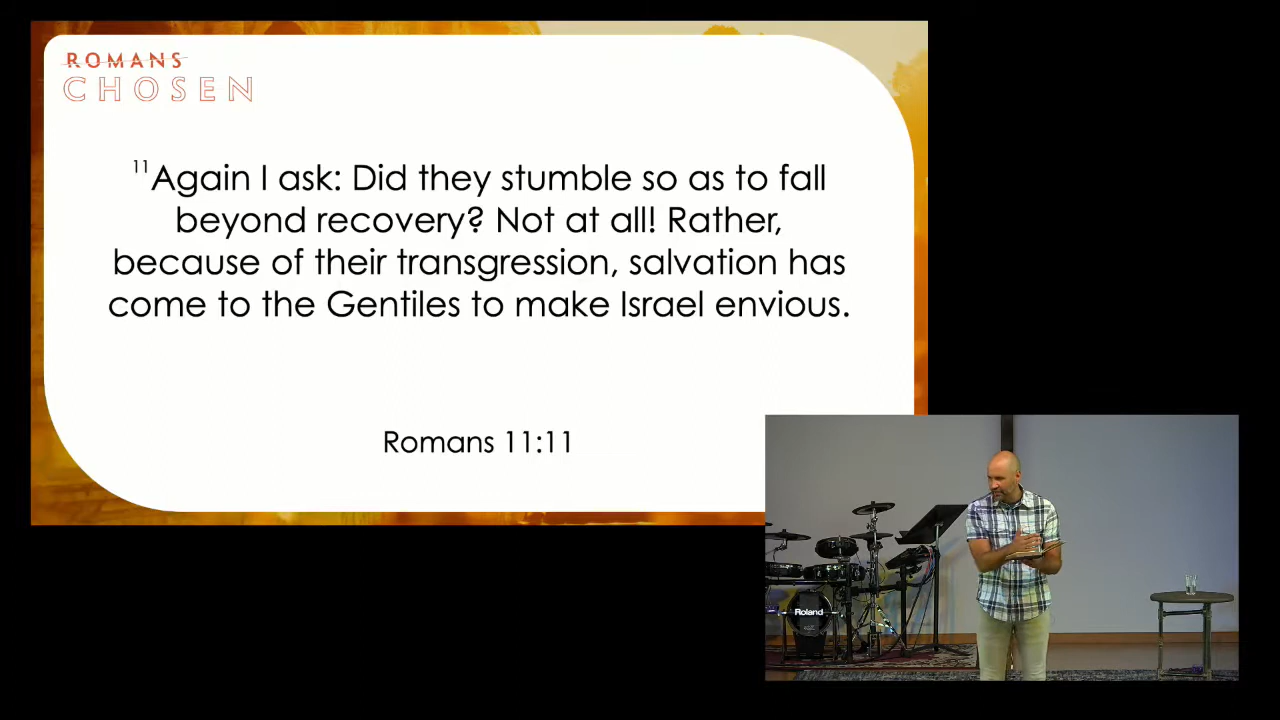 ROMANS
CHOSEN
11Again I ask: Did they stumble so as to fall
beyond recovery? Not at all! Rather,
because of their transgression, salvation has
come to the Gentiles to make Israel envious.
Romans 11:11
Roland